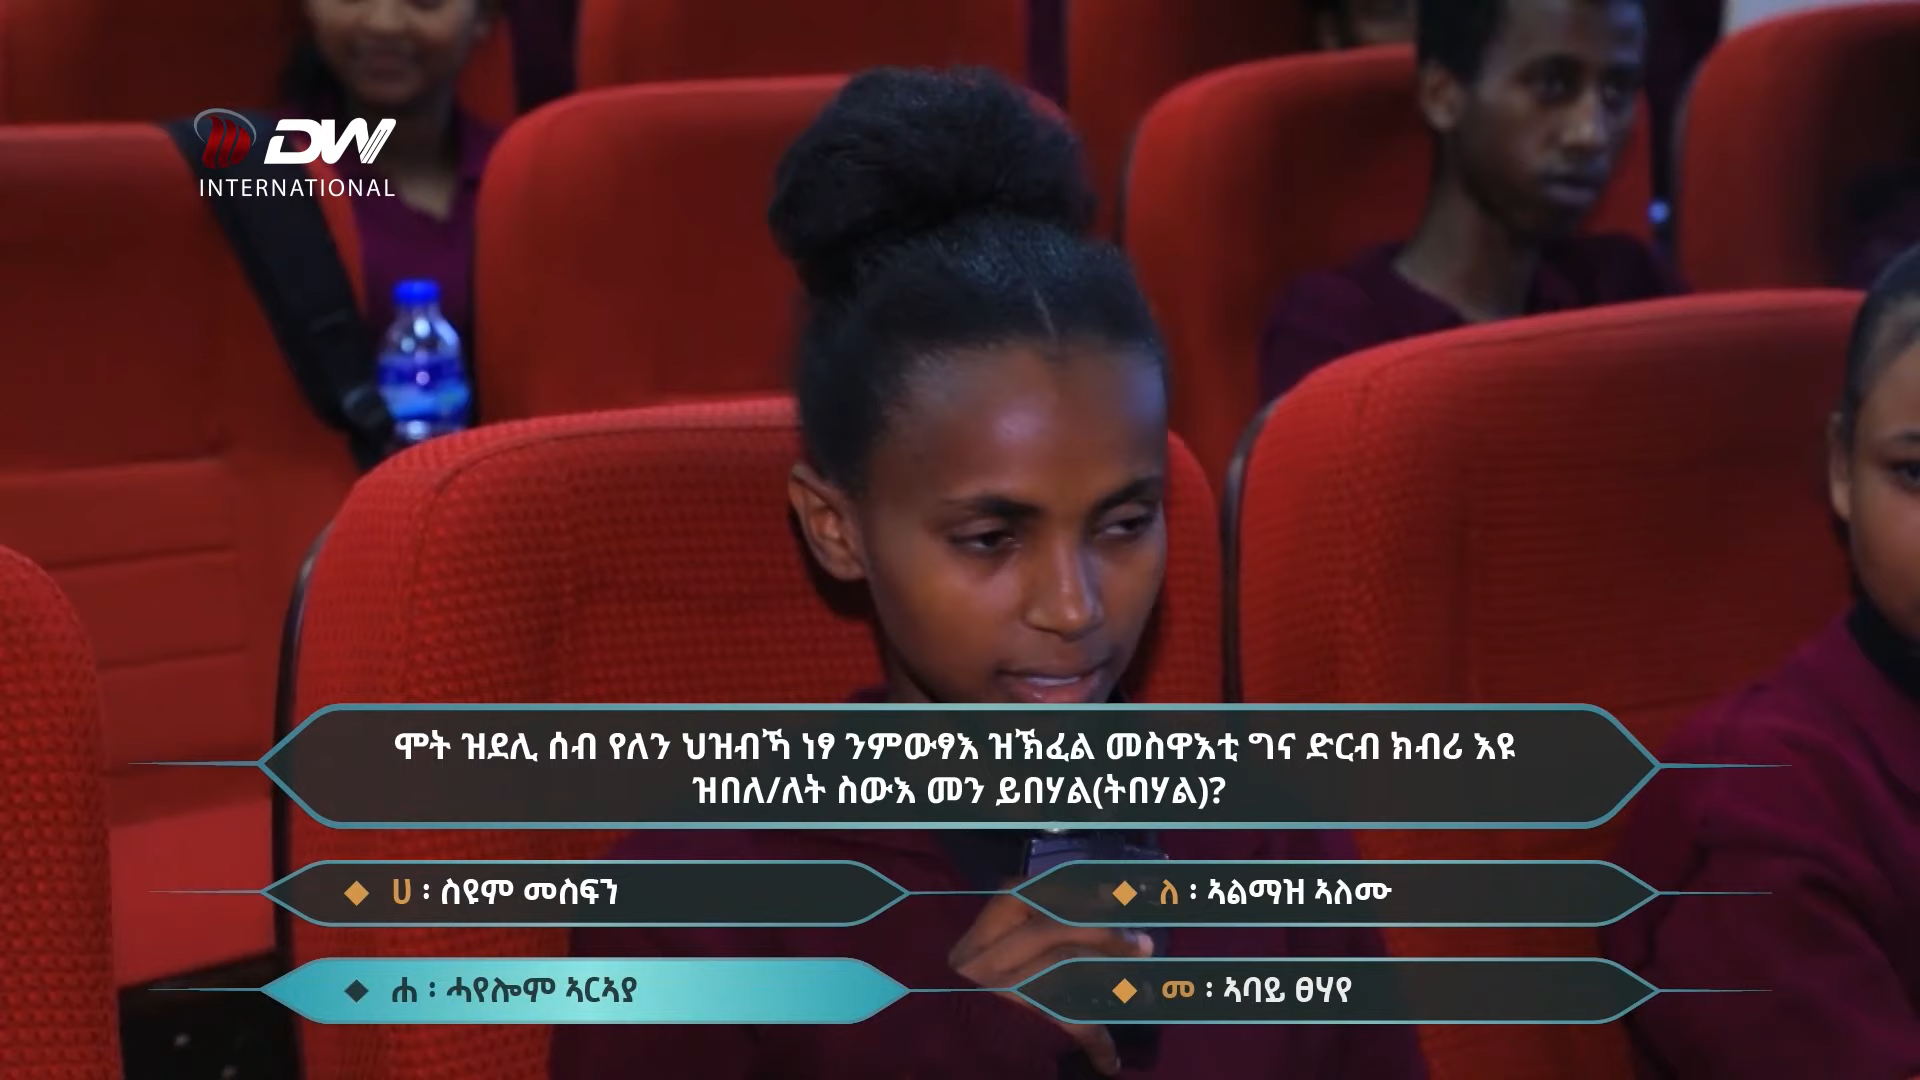 DW
INTERNATIONAL
ሞት ዝደሊ ሰብ የለን ህዝብኻ ነፃ ንምውፃእ ዝኽፈል መስዋእቲ ግና ድርብ ክብሪ እዩ
ዝበለ/ለት ስውእ መን ይበሃል(ትበሃል)?
ሀ ፡ ስዩም መስፍን
ለ ፡ ኣልማዝ ኣለሙ
ሐ ፡ ሓየሎም ኣርኣያ
መ ፡ ኣባይ ፀሃየ